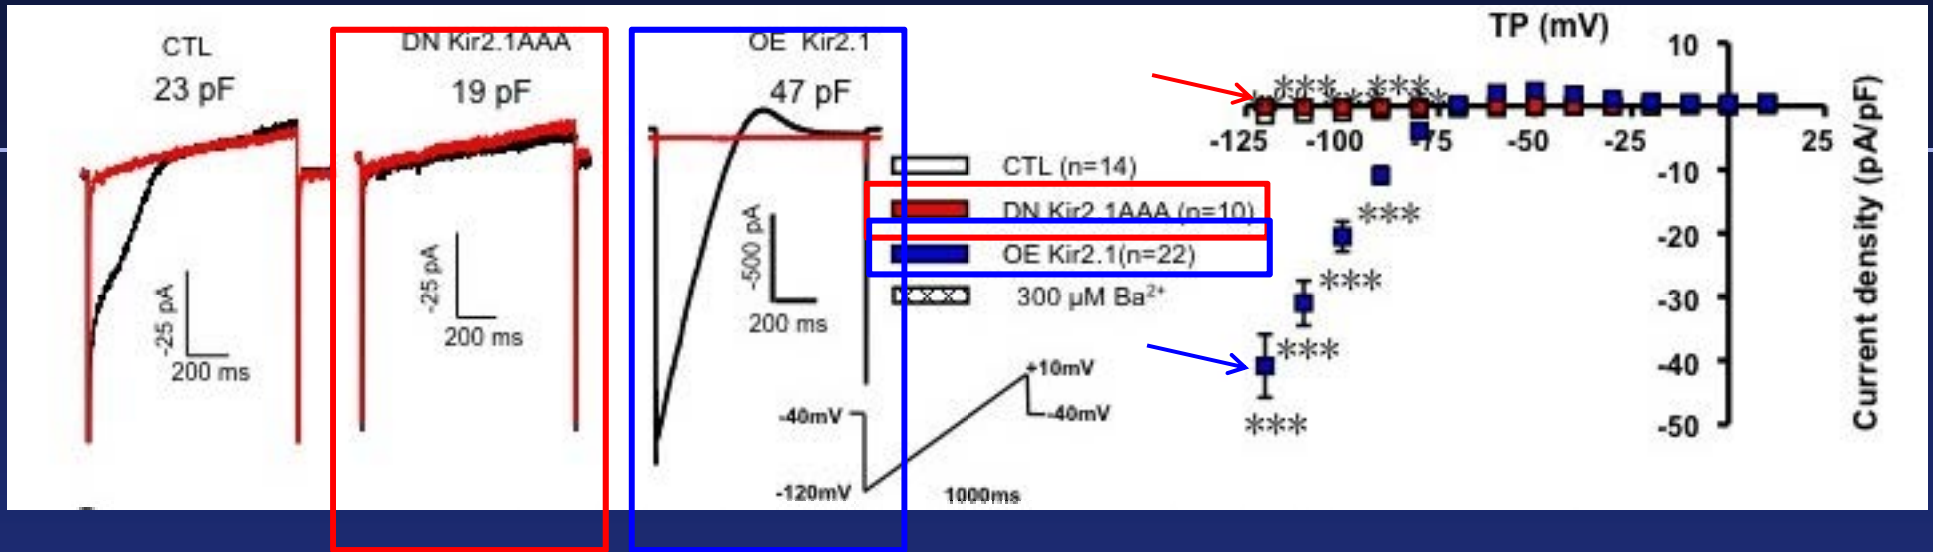 CTL
23 pF
-25 pA
200 ms
DN Kir2.1AAA
19 pF
-25 pA
200 ms
OE Kir2.1
47 pF
-500 pA
200 ms
CTL (n=14)
DN Kir2.1AAA (n=10)
OE Kir2.1(n=22)
300 µM Ba²⁺
+10mV
-40mV
-40mV
-120mV
1000ms
TP (mV)
10
-125
-100
-75
-50
-25
25
-10
-20
-30
-40
-50
***
***
***
***
***
***
Current density (pA/pF)